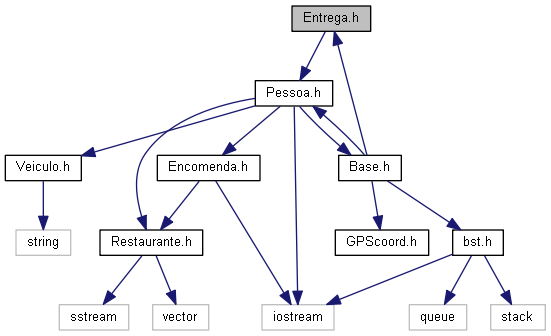 Entrega.h
Pessoa.h
Veiculo.h
Encomenda.h
Base.h
string
Restaurante.h
GPScoord.h
bst.h
sstream
vector
iostream
queue
stack